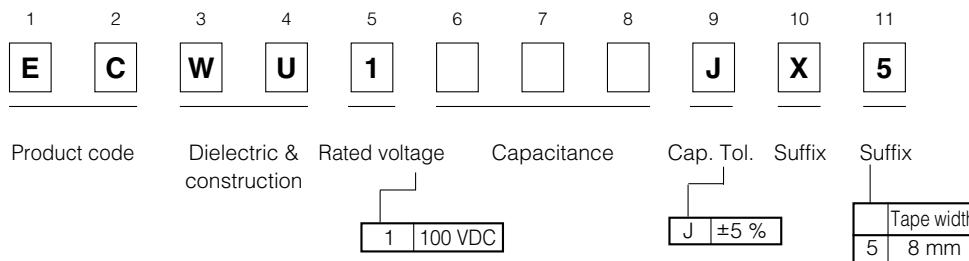 1 2 3 4 5 6 7 8 9 10 11
E C W U 1 J X 5
Product code Dielectric & Rated voltage Capacitance Cap. Tol. Suffix Suffix
construction
Tape width
1 100 VDC J ±5 % 5 8 mm